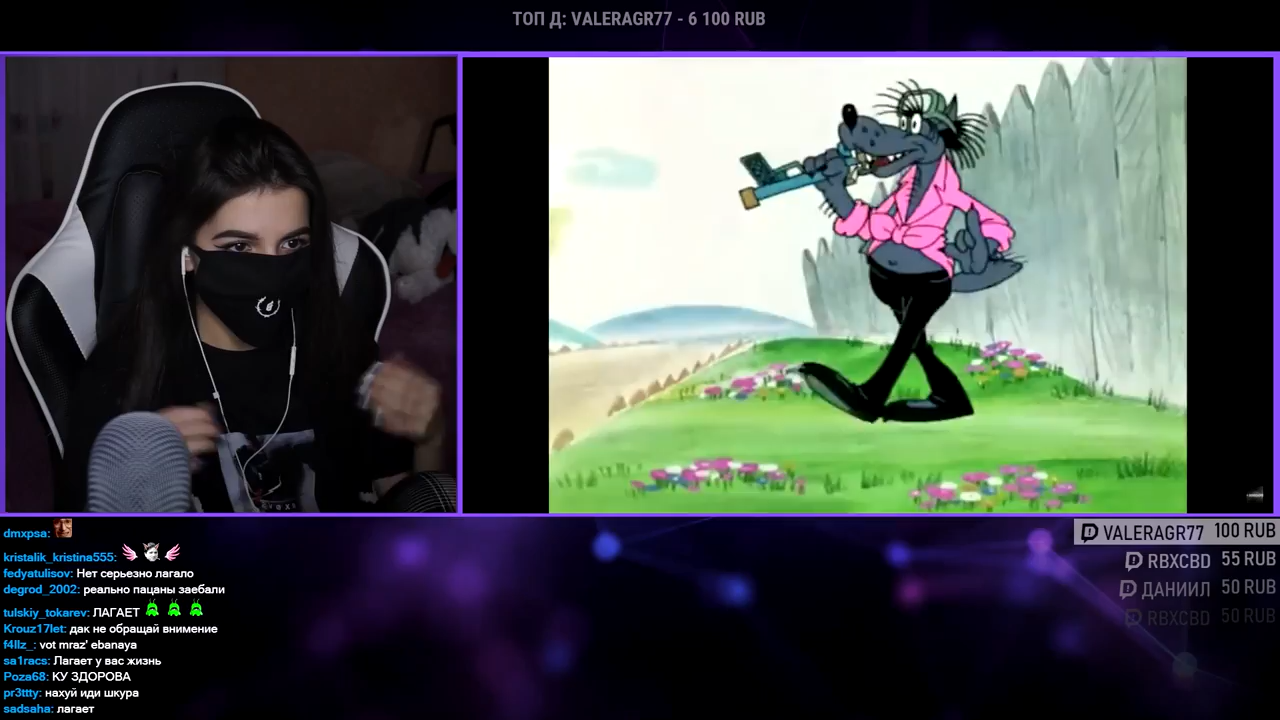 ТОП Д: VALERAGR77 - 6 100 RUB
dmxpsa:
kristalik_kristina555:
fedyatulisov: Нет серьезно лагало
degrod_2002: реально пацаны заебали
tulskiy_tokarev: ЛАГАЕТ
Krouz17let: дак не обращай внимение
f4llz_: vot mraz' ebanaya
sa1racs: Лагает у вас жизнь
Poza68: КУ ЗДОРОВА
pr3ttty: нахуй иди шкура
sadsaha: лагает
VALERAGR77 100 RUB
RBXCBD 55 RUB
ДАНИИЛ 50 RUB
RBXCBD 50 RUB